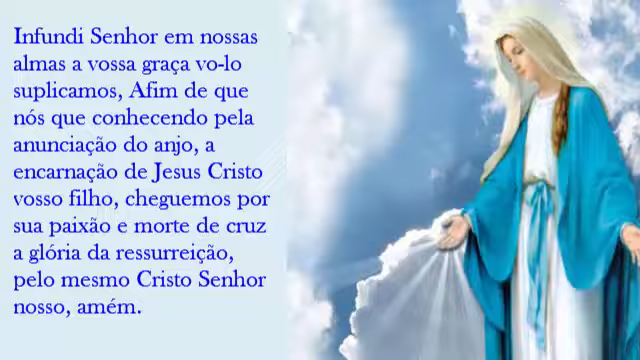 Infundi Senhor em nossas
almas a vossa graça vo-lo
suplicamos, Afim de que
nós que conhecendo pela
anunciação do anjo, a
encarnação de Jesus Cristo
vosso filho, cheguemos por
sua paixão e morte de cruz
a glória da ressurreição,
pelo mesmo Cristo Senhor
nosso, amém.